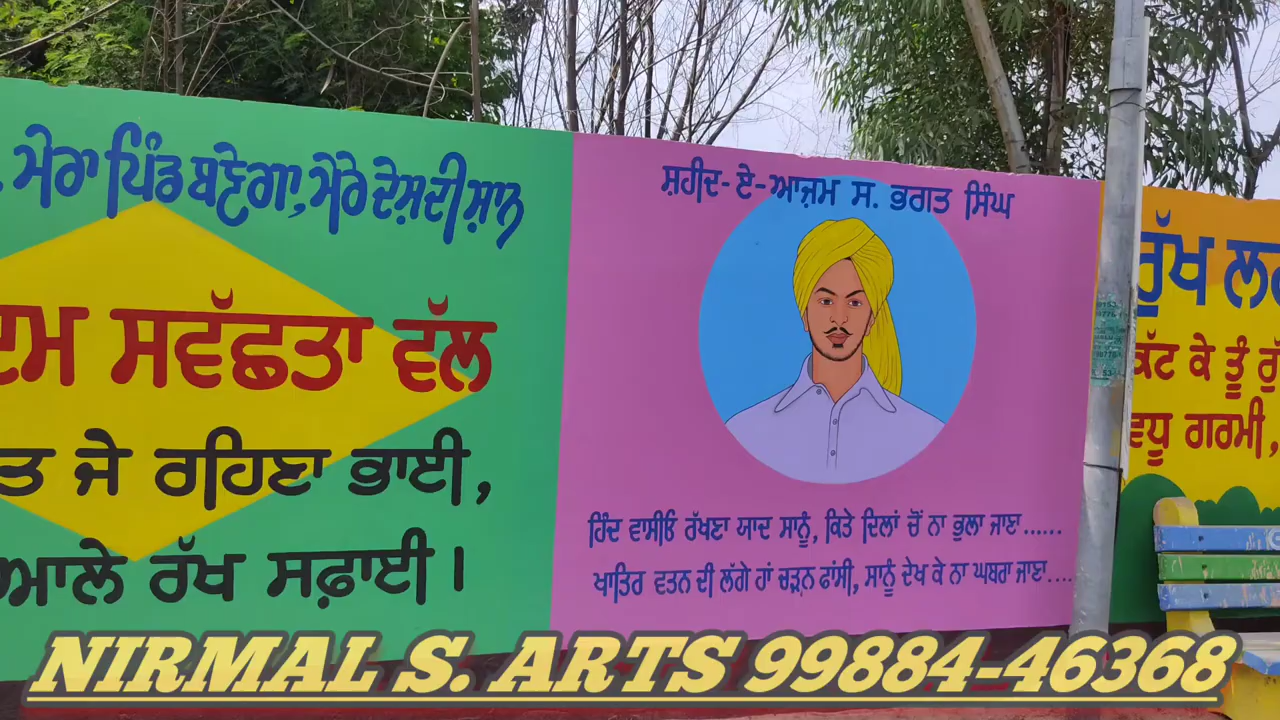 ਮੇਰਾ ਪਿੰਡ ਬਣੇਗਾ, ਮੇਰੇ ਦੇਸ਼ ਦੀ ਸ਼ਾਨ
ਸਵੱਛਤਾ ਵੱਲ
ਜੇ ਰਹਿਣਾ ਭਾਈ,
ਰੱਖ ਸਫ਼ਾਈ।
ਸ਼ਹੀਦ-ਏ-ਆਜ਼ਮ ਸ. ਭਗਤ ਸਿੰਘ
ਹਿੰਦ ਵਾਸੀਓ ਰੱਖਣਾ ਯਾਦ ਸਾਨੂੰ, ਕਿਤੇ ਦਿਲਾਂ ਚੋਂ ਨਾ ਭੁਲਾ ਜਾਣਾ......
ਖਾਤਿਰ ਵਤਨ ਦੀ ਲੱਗੇ ਹਾਂ ਚੜ੍ਹਨ ਫਾਂਸੀ, ਸਾਨੂੰ ਦੇਖ ਕੇ ਨਾ ਘਬਰਾ ਜਾਣਾ....
ਰੁੱਖ
ਕੱਟ ਕੇ ਤੂੰ
ਵਧੂ ਗਰਮੀ,
NIRMAL S. ARTS 99884-46368